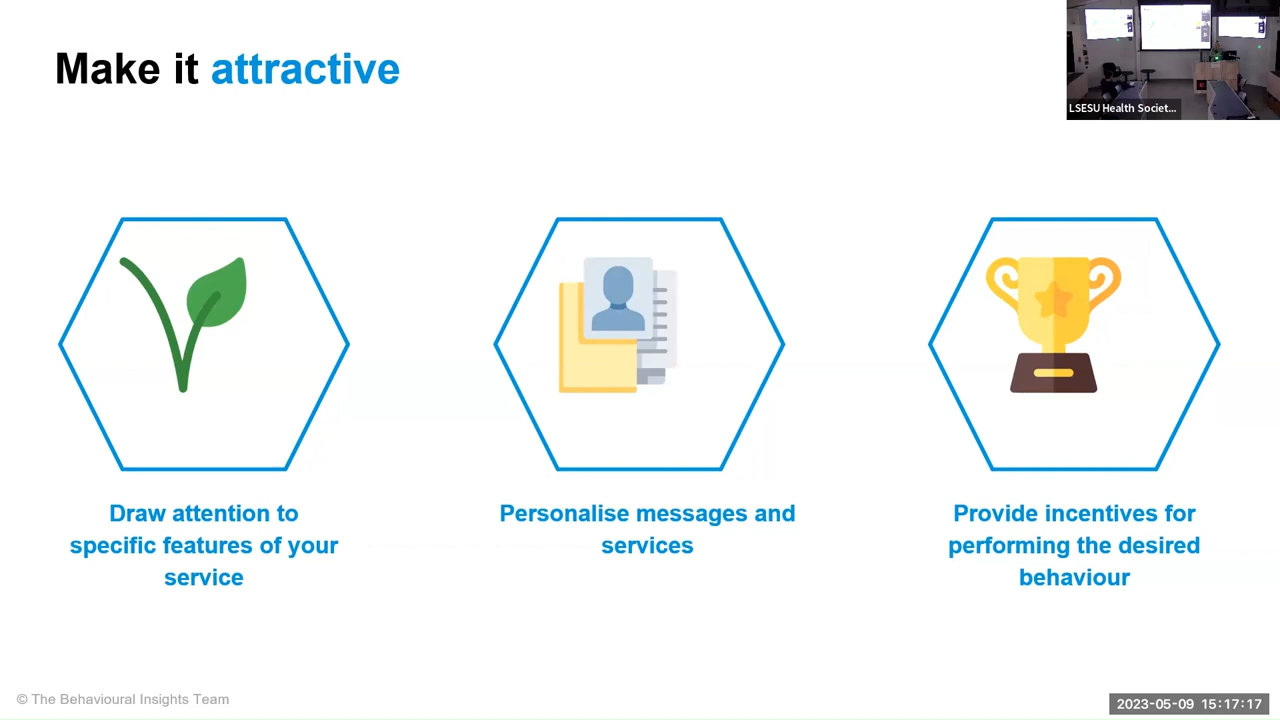 Make it attractive
LSESU Health Societ...
Draw attention to
specific features of your
service
Personalise messages and
services
Provide incentives for
performing the desired
behaviour
© The Behavioural Insights Team
2023-05-09 15:17:17